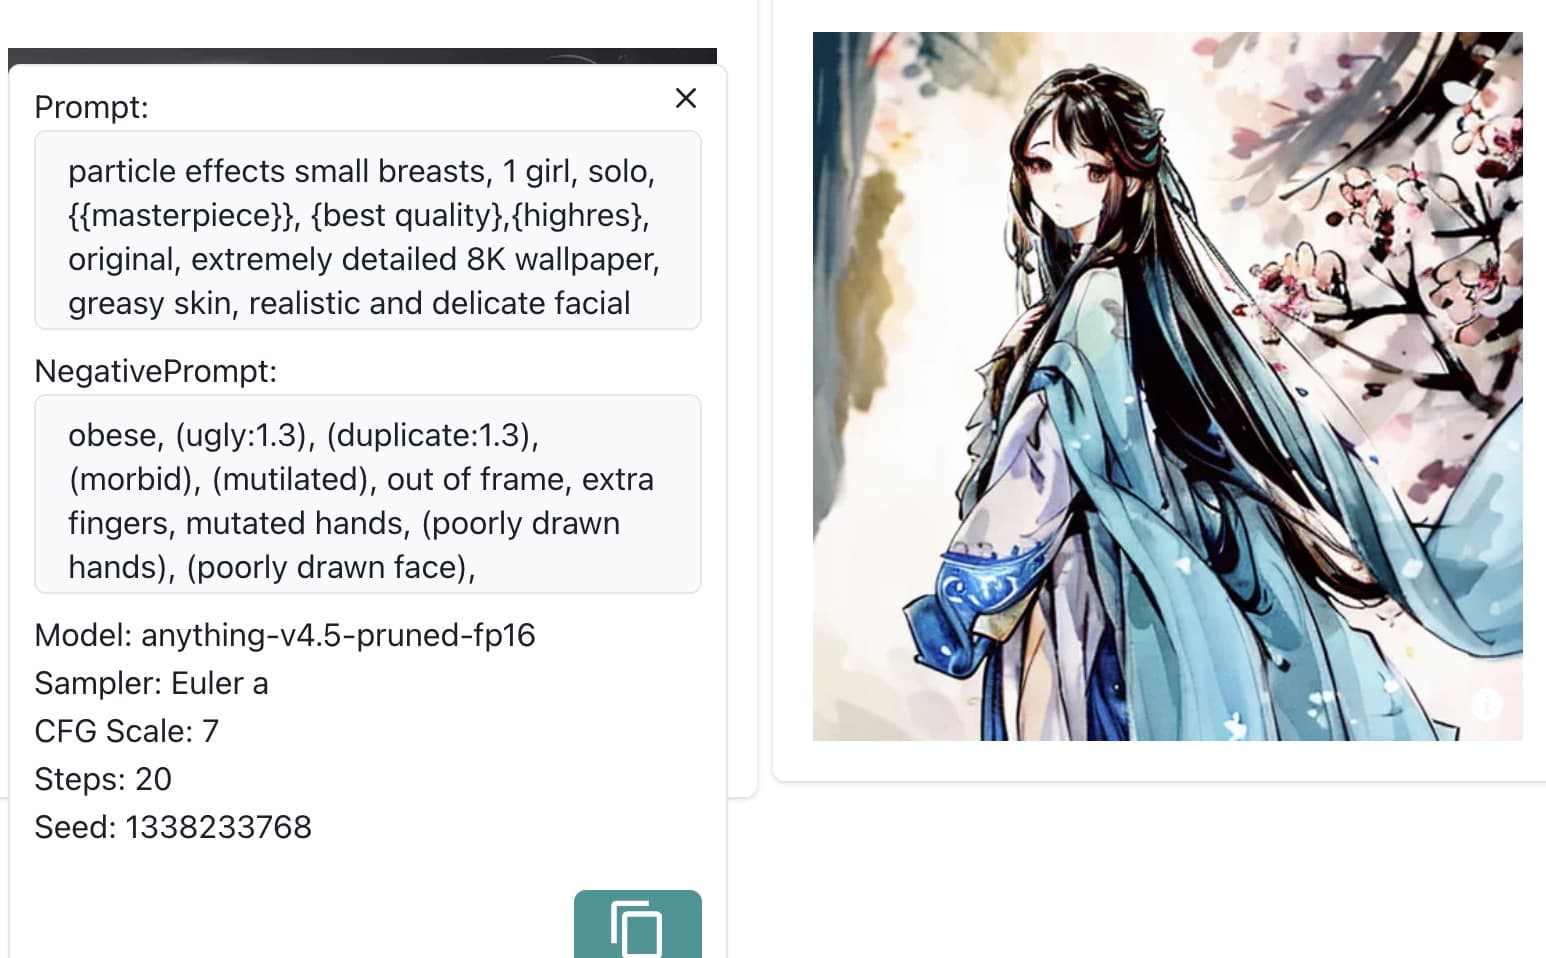 Prompt:
particle effects small breasts, 1 girl, solo,
{{masterpiece}}, {best quality},{highres},
original, extremely detailed 8K wallpaper,
greasy skin, realistic and delicate facial
NegativePrompt:
obese, (ugly:1.3), (duplicate:1.3),
(morbid), (mutilated), out of frame, extra
fingers, mutated hands, (poorly drawn
hands), (poorly drawn face),
Model: anything-v4.5-pruned-fp16
Sampler: Euler a
CFG Scale: 7
Steps: 20
Seed: 1338233768